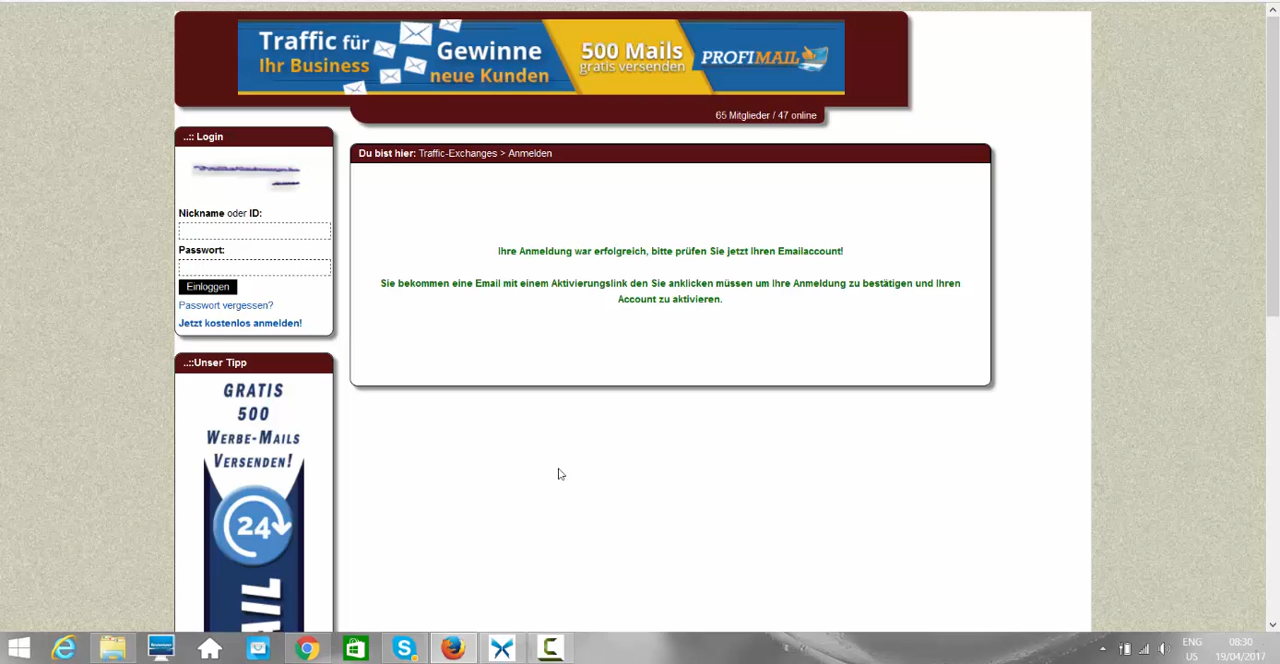 Traffic für
Ihr Business
Gewinne
neue Kunden
500 Mails
gratis versenden
PROFIMAIL
65 Mitglieder / 47 online
..:: Login
Nickname oder ID:
Passwort:
Einloggen
Passwort vergessen?
Jetzt kostenlos anmelden!
Du bist hier: Traffic-Exchanges > Anmelden
Ihre Anmeldung war erfolgreich, bitte prüfen Sie jetzt Ihren Emailaccount!
Sie bekommen eine Email mit einem Aktivierungslink den Sie anklicken müssen um Ihre Anmeldung zu bestätigen und Ihren
Account zu aktivieren.
..::Unser Tipp
GRATIS
500
WERBE-MAILS
VERSENDEN!
24
AIL
ENG
US
08:30
19/04/2017